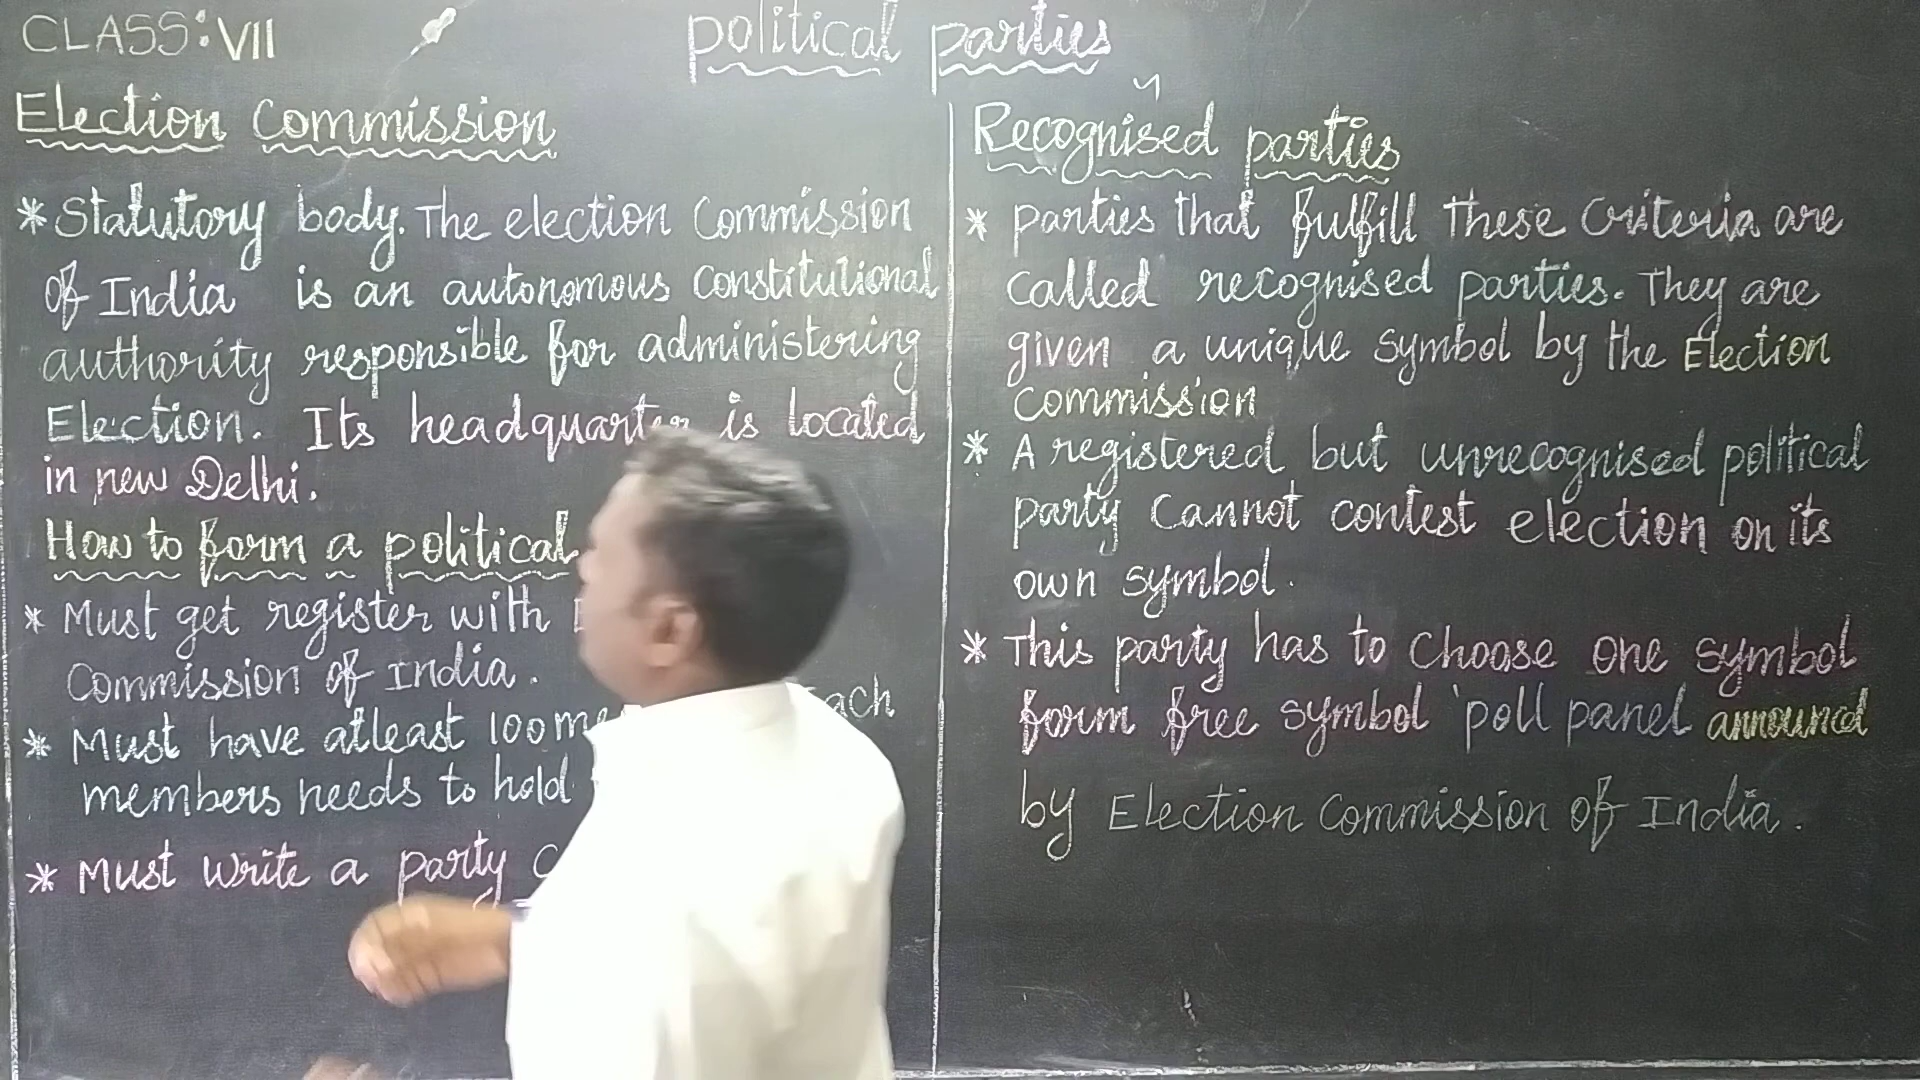 CLASS: VII
political parties
Election Commission
* Statutory body. The election Commission
of India is an autonomous Constitutional
authority responsible for administering
Election. Its headquarter is located
in new Delhi.
How to form a political
* Must get register with
Commission of India.
* Must have atleast 100 Each
members needs to hold
* Must write a party
Recognised parties
* parties that fulfill These Criteria are
called recognised parties. They are
given a unique symbol by the Election
Commission
* A registered but unrecognised political
party Cannot contest election on its
own symbol.
* This party has to Choose one symbol
form free symbol 'poll panel announced
by Election Commission of India.